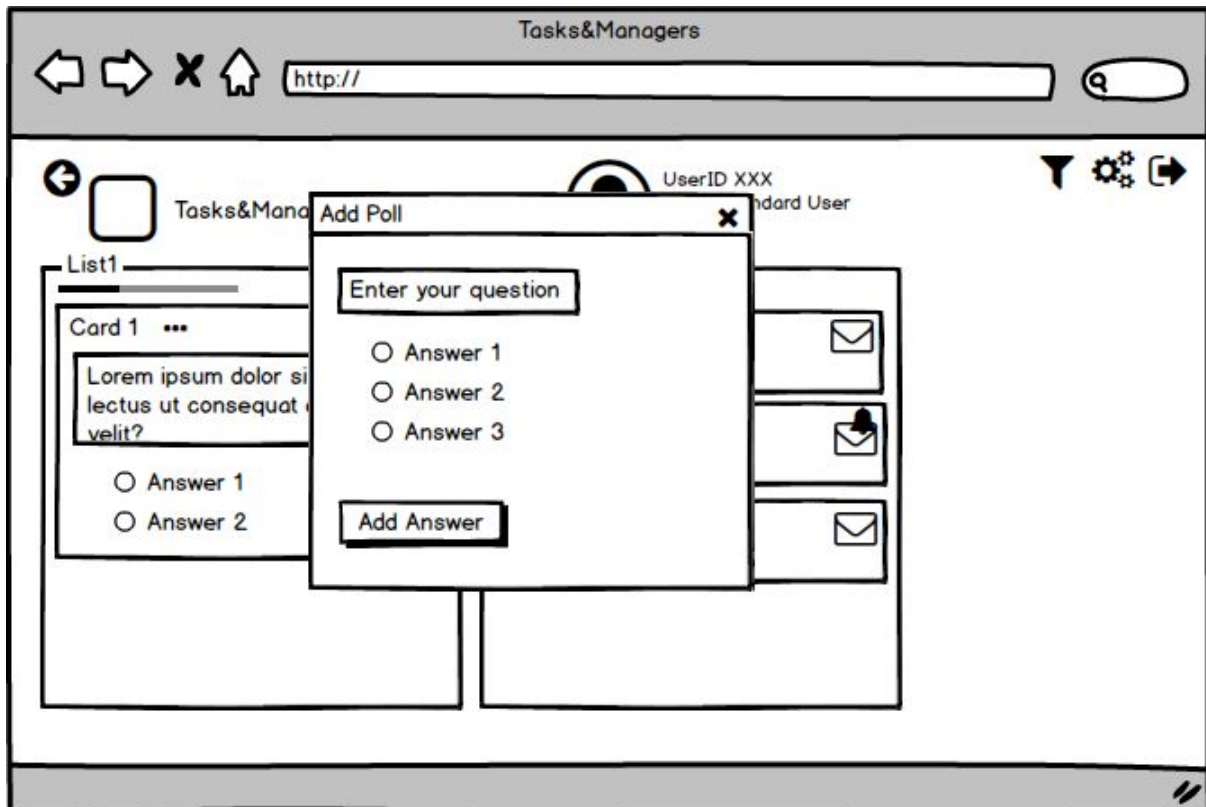 Tasks&Managers
http://
UserID XXX
ndard User
Tasks&Mana
Add Poll
List1
Enter your question
Answer 1
Answer 2
Answer 3
Add Answer
Card 1 •••
Lorem ipsum dolor si
lectus ut consequat
velit?
Answer 1
Answer 2